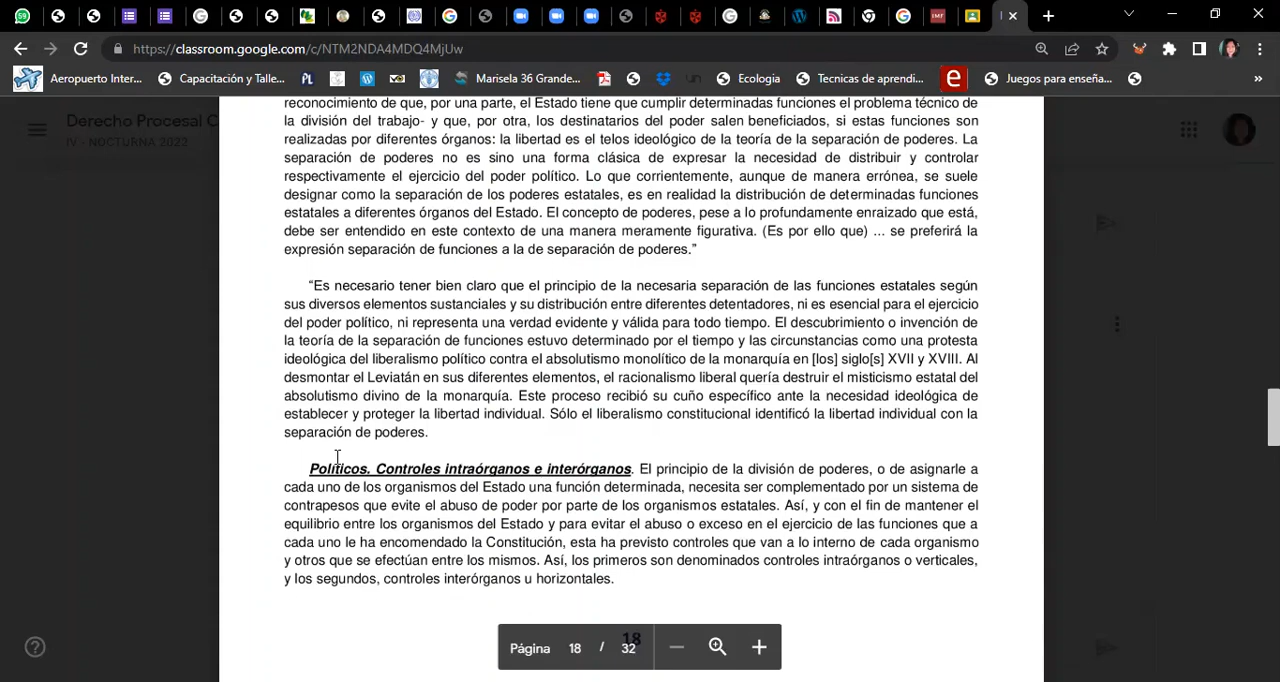 https://classroom.google.com/c/NTM2NDA4MDQ4MjUw
Aeropuerto Inter... Capacitación y Talle... Marisela 36 Grande... Ecologia Tecnicas de aprendi... Juegos para enseña...
Derecho Procesal C
IV - NOCTURNA 2022
reconocimiento de que, por una parte, el Estado tiene que cumplir determinadas funciones el problema técnico de
la división del trabajo- y que, por otra, los destinatarios del poder salen beneficiados, si estas funciones son
realizadas por diferentes órganos: la libertad es el telos ideológico de la teoría de la separación de poderes. La
separación de poderes no es sino una forma clásica de expresar la necesidad de distribuir y controlar
respectivamente el ejercicio del poder político. Lo que corrientemente, aunque de manera errónea, se suele
designar como la separación de los poderes estatales, es en realidad la distribución de determinadas funciones
estatales a diferentes órganos del Estado. El concepto de poderes, pese a lo profundamente enraizado que está,
debe ser entendido en este contexto de una manera meramente figurativa. (Es por ello que) ... se preferirá la
expresión separación de funciones a la de separación de poderes.”
“Es necesario tener bien claro que el principio de la necesaria separación de las funciones estatales según
sus diversos elementos sustanciales y su distribución entre diferentes detentadores, ni es esencial para el ejercicio
del poder político, ni representa una verdad evidente y válida para todo tiempo. El descubrimiento o invención de
la teoría de la separación de funciones estuvo determinado por el tiempo y las circunstancias como una protesta
ideológica del liberalismo político contra el absolutismo monolítico de la monarquía en [los] siglo[s] XVII y XVIII. Al
desmontar el Leviatán en sus diferentes elementos, el racionalismo liberal quería destruir el misticismo estatal del
absolutismo divino de la monarquía. Este proceso recibió su cuño específico ante la necesidad ideológica de
establecer y proteger la libertad individual. Sólo el liberalismo constitucional identificó la libertad individual con la
separación de poderes.
Políticos. Controles intraórganos e interórganos. El principio de la división de poderes, o de asignarle a
cada uno de los organismos del Estado una función determinada, necesita ser complementado por un sistema de
contrapesos que evite el abuso de poder por parte de los organismos estatales. Así, y con el fin de mantener el
equilibrio entre los organismos del Estado y para evitar el abuso o exceso en el ejercicio de las funciones que a
cada uno le ha encomendado la Constitución, esta ha previsto controles que van a lo interno de cada organismo
y otros que se efectúan entre los mismos. Así, los primeros son denominados controles intraórganos o verticales,
y los segundos, controles interórganos u horizontales.
18
Página 18 / 32